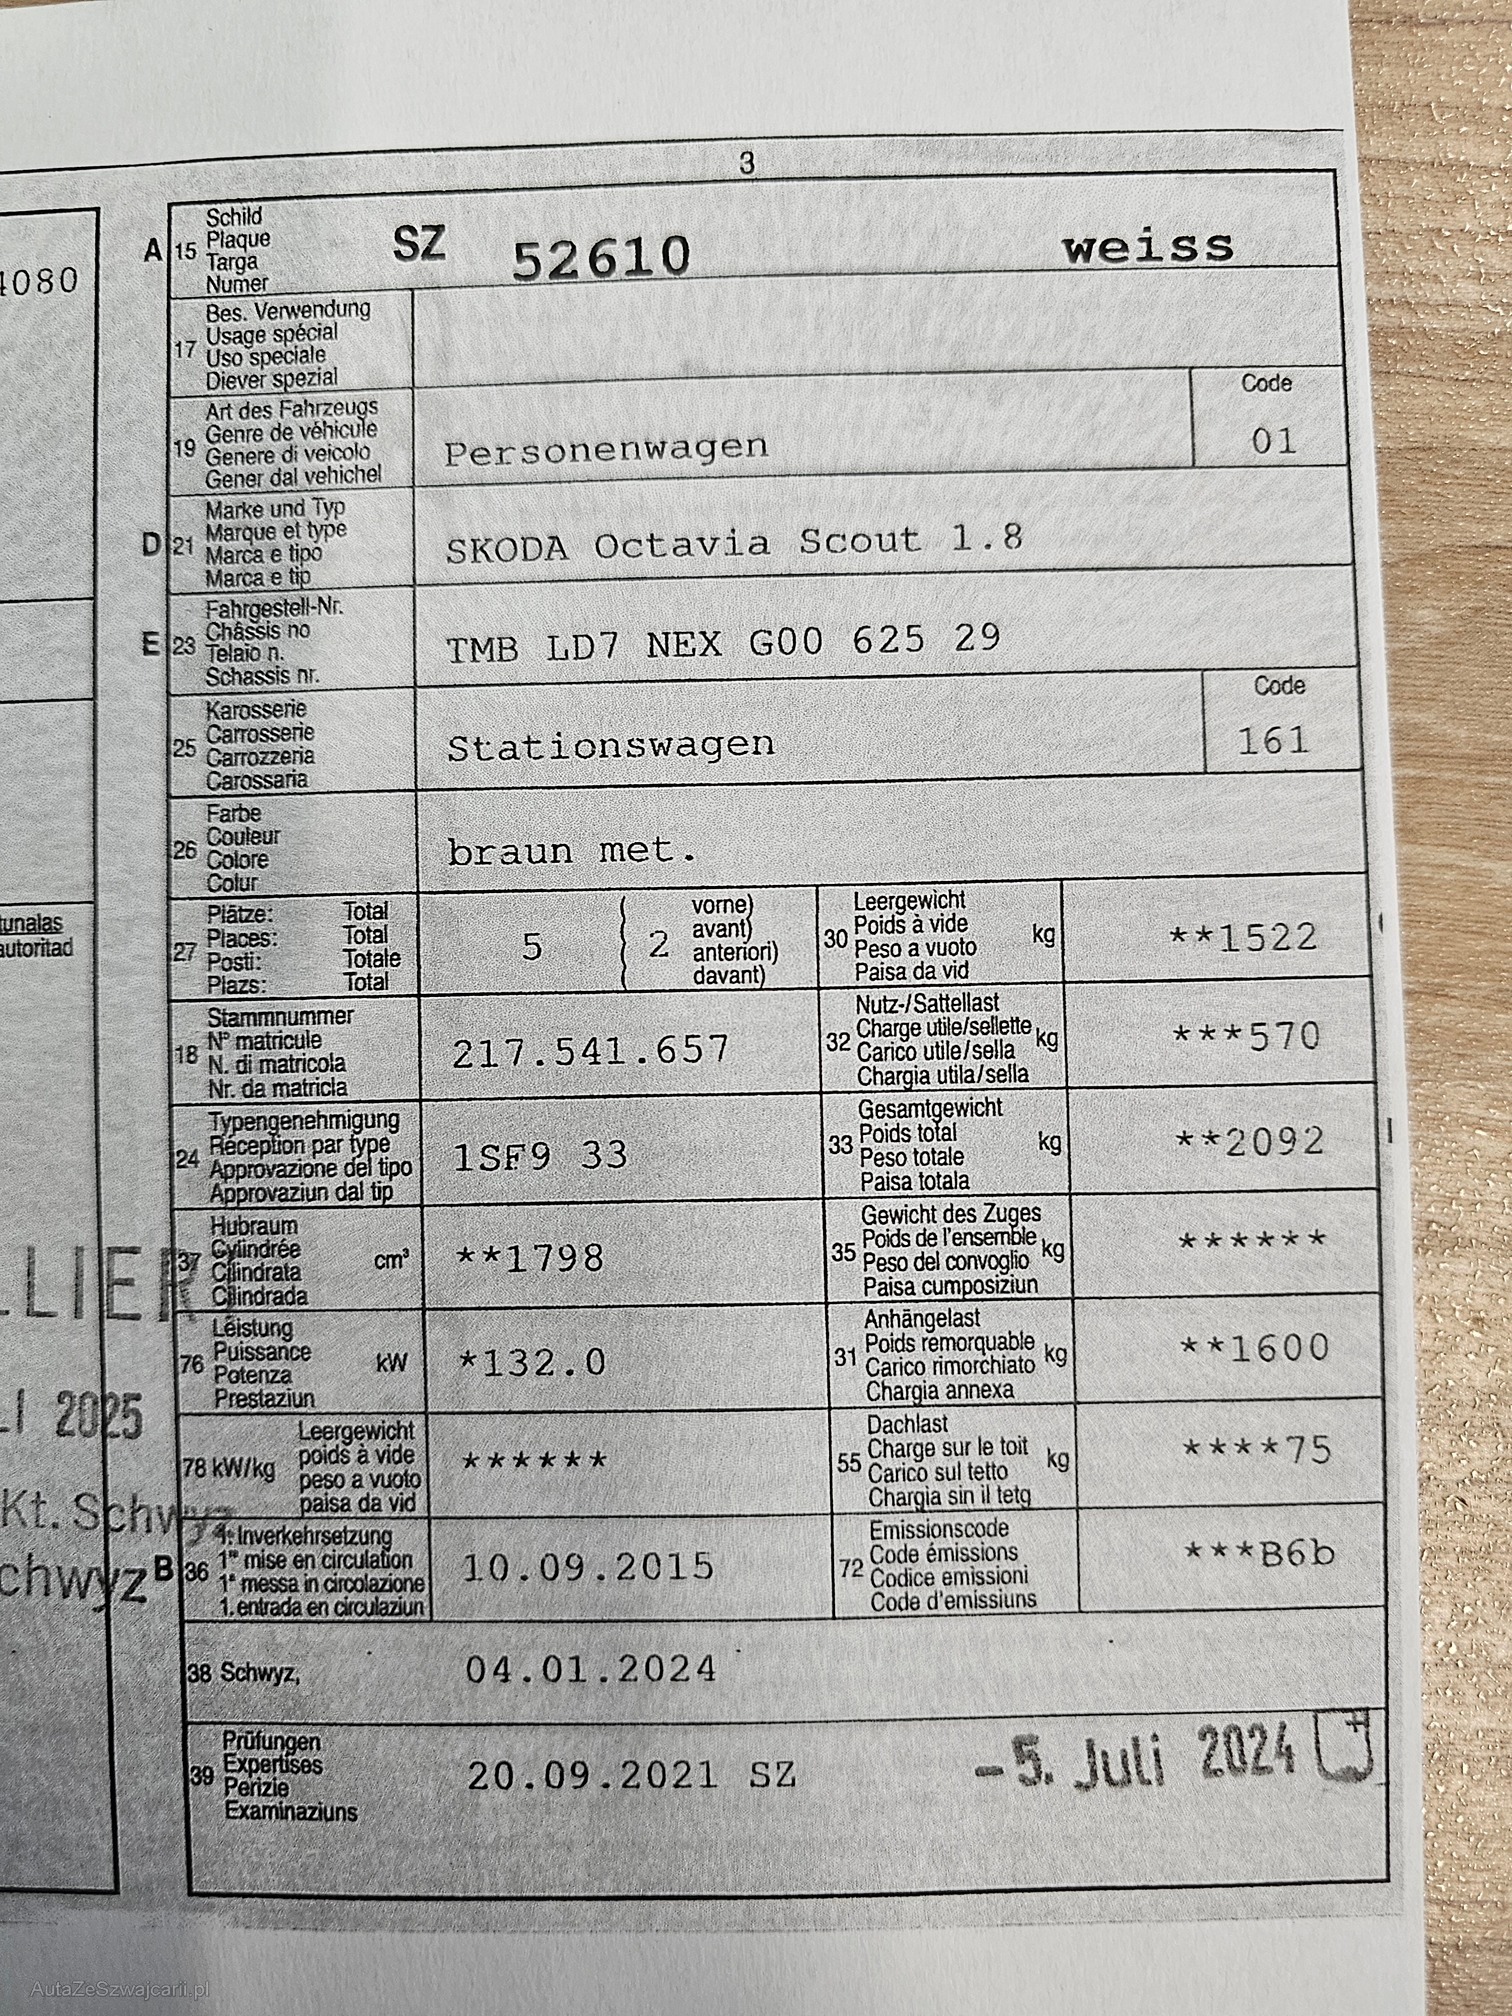 3
4080
A 15 Schild
Plaque
Targa
Numer
SZ 52610 weiss
17 Bes. Verwendung
Usage spécial
Uso speciale
Diever spezial
19 Art des Fahrzeugs
Genre de véhicule
Genere di veicolo
Gener dal vehichel
Personenwagen
Code
01
D 21 Marke und Typ
Marque et type
Marca e tipo
Marca e tip
SKODA Octavia Scout 1.8
E 23 Fahrgestell-Nr.
Châssis no
Telaio n.
Schassis nr.
TMB LD7 NEX G00 625 29
25 Karosserie
Carrosserie
Carrozzeria
Carossaria
Stationswagen
Code
161
26 Farbe
Couleur
Colore
Colur
braun met.
tunalas
autoritad
27 Plätze: Total
Places: Total
Posti: Totale
Plazs: Total
5 ( 2 vorne)
avant)
anteriori)
davant)
30 Leergewicht
Poids à vide
Peso a vuoto
Paisa da vid
kg
**1522
18 Stammnummer
N° matricule
N. di matricola
Nr. da matricla
217.541.657
32 Nutz-/Sattellast
Charge utile/sellette
Carico utile/sella
Chargia utila/sella
kg
***570
24 Typengenehmigung
Réception par type
Approvazione del tipo
Approvaziun dal tip
1SF9 33
33 Gesamtgewicht
Poids total
Peso totale
Paisa totala
kg
**2092
37 Hubraum
Cylindrée
Cilindrata
Cilindrada
cm³
**1798
35 Gewicht des Zuges
Poids de l'ensemble
Peso del convoglio
Paisa cumposiziun
kg
******
LLIER
76 Leistung
Puissance
Potenza
Prestaziun
kW
*132.0
31 Anhängelast
Poids remorquable
Carico rimorchiato
Chargia annexa
kg
**1600
LI 2025
78 kW/kg Leergewicht
poids à vide
peso a vuoto
paisa da vid
******
55 Dachlast
Charge sur le toit
Carico sul tetto
Chargia sin il tetg
kg
****75
Kt. Schwyz
chwyz
B 36 1. Inverkehrsetzung
1re mise en circulation
1a messa in circolazione
1. entrada en circulaziun
10.09.2015
72 Emissionscode
Code émissions
Codice emissioni
Code d'emissiuns
***B6b
38 Schwyz, 04.01.2024
39 Prüfungen
Expertises
Perizie
Examinaziuns
20.09.2021 SZ
– 5. Juli 2024
AutaZeSzwajcarii.pl